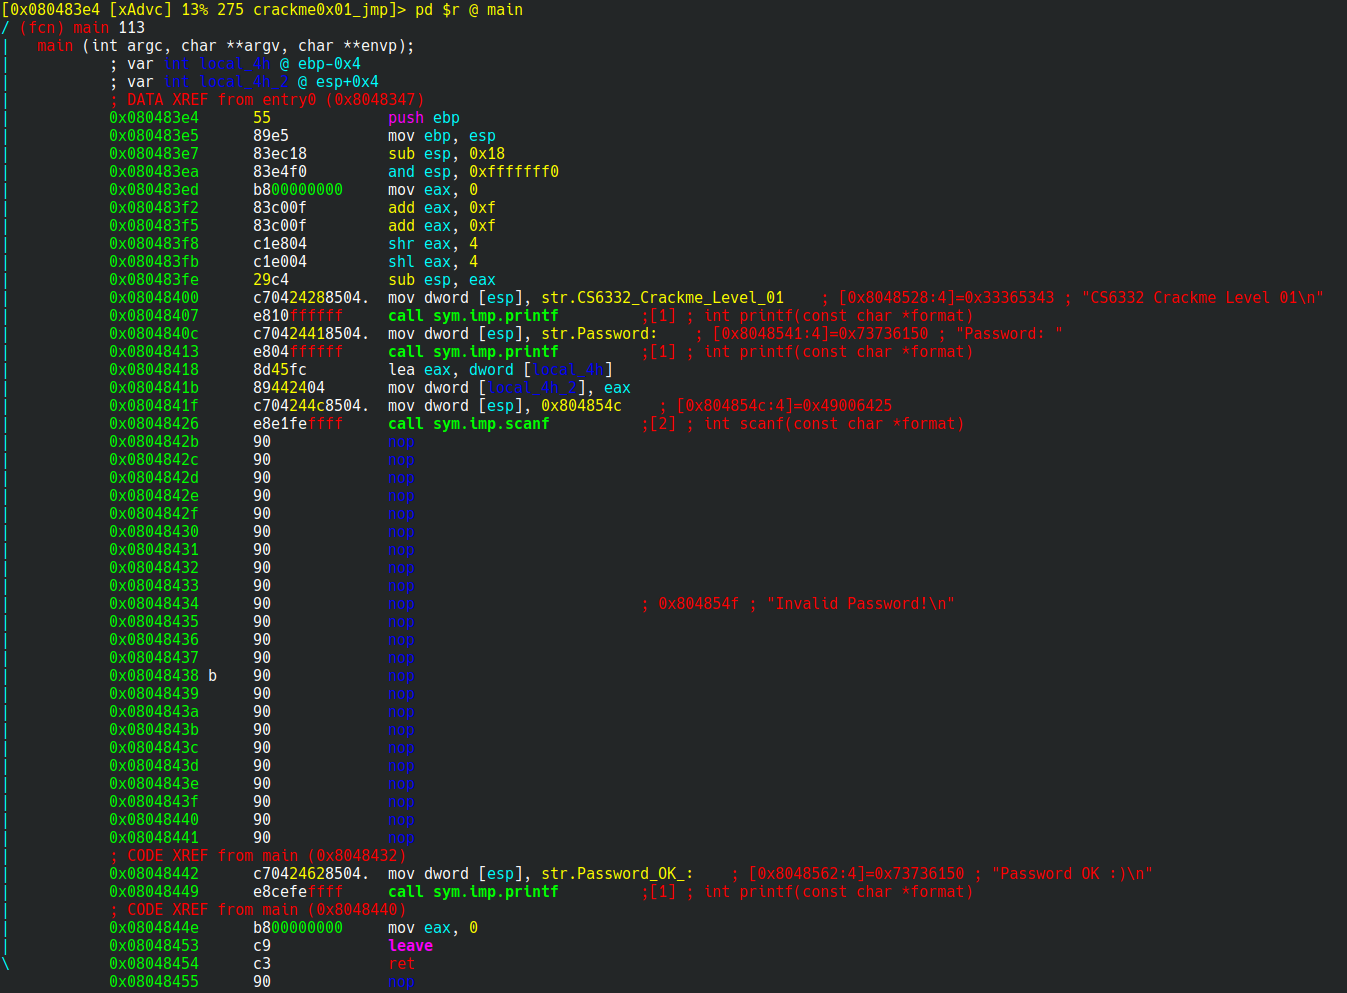 [0x080483e4 [xAdvc] 13% 275 crackme0x01_jmp]> pd $r @ main
/ (fcn) main 113
|   main (int argc, char **argv, char **envp);
|           ; var int local_4h @ ebp-0x4
|           ; var int local_4h_2 @ esp+0x4
|           ; DATA XREF from entry0 (0x8048347)
|           0x080483e4      55             push ebp
|           0x080483e5      89e5           mov ebp, esp
|           0x080483e7      83ec18         sub esp, 0x18
|           0x080483ea      83e4f0         and esp, 0xfffffff0
|           0x080483ed      b800000000     mov eax, 0
|           0x080483f2      83c00f         add eax, 0xf
|           0x080483f5      83c00f         add eax, 0xf
|           0x080483f8      c1e804         shr eax, 4
|           0x080483fb      c1e004         shl eax, 4
|           0x080483fe      29c4           sub esp, eax
|           0x08048400      c70424288504.  mov dword [esp], str.CS6332_Crackme_Level_01    ; [0x8048528:4]=0x33365343 ; "CS6332 Crackme Level 01\n"
|           0x08048407      e810ffffff     call sym.imp.printf         ;[1] ; int printf(const char *format)
|           0x0804840c      c70424418504.  mov dword [esp], str.Password:    ; [0x8048541:4]=0x73736150 ; "Password: "
|           0x08048413      e804ffffff     call sym.imp.printf         ;[1] ; int printf(const char *format)
|           0x08048418      8d45fc         lea eax, dword [local_4h]
|           0x0804841b      89442404       mov dword [local_4h_2], eax
|           0x0804841f      c704244c8504.  mov dword [esp], 0x804854c    ; [0x804854c:4]=0x49006425
|           0x08048426      e8e1feffff     call sym.imp.scanf          ;[2] ; int scanf(const char *format)
|           0x0804842b      90             nop
|           0x0804842c      90             nop
|           0x0804842d      90             nop
|           0x0804842e      90             nop
|           0x0804842f      90             nop
|           0x08048430      90             nop
|           0x08048431      90             nop
|           0x08048432      90             nop
|           0x08048433      90             nop
|           0x08048434      90             nop                         ; 0x804854f ; "Invalid Password!\n"
|           0x08048435      90             nop
|           0x08048436      90             nop
|           0x08048437      90             nop
|           0x08048438 b    90             nop
|           0x08048439      90             nop
|           0x0804843a      90             nop
|           0x0804843b      90             nop
|           0x0804843c      90             nop
|           0x0804843d      90             nop
|           0x0804843e      90             nop
|           0x0804843f      90             nop
|           0x08048440      90             nop
|           0x08048441      90             nop
|           ; CODE XREF from main (0x8048432)
|           0x08048442      c70424628504.  mov dword [esp], str.Password_OK_:    ; [0x8048562:4]=0x73736150 ; "Password OK :)\n"
|           0x08048449      e8cefeffff     call sym.imp.printf         ;[1] ; int printf(const char *format)
|           ; CODE XREF from main (0x8048440)
|           0x0804844e      b800000000     mov eax, 0
|           0x08048453      c9             leave
\           0x08048454      c3             ret
            0x08048455      90             nop